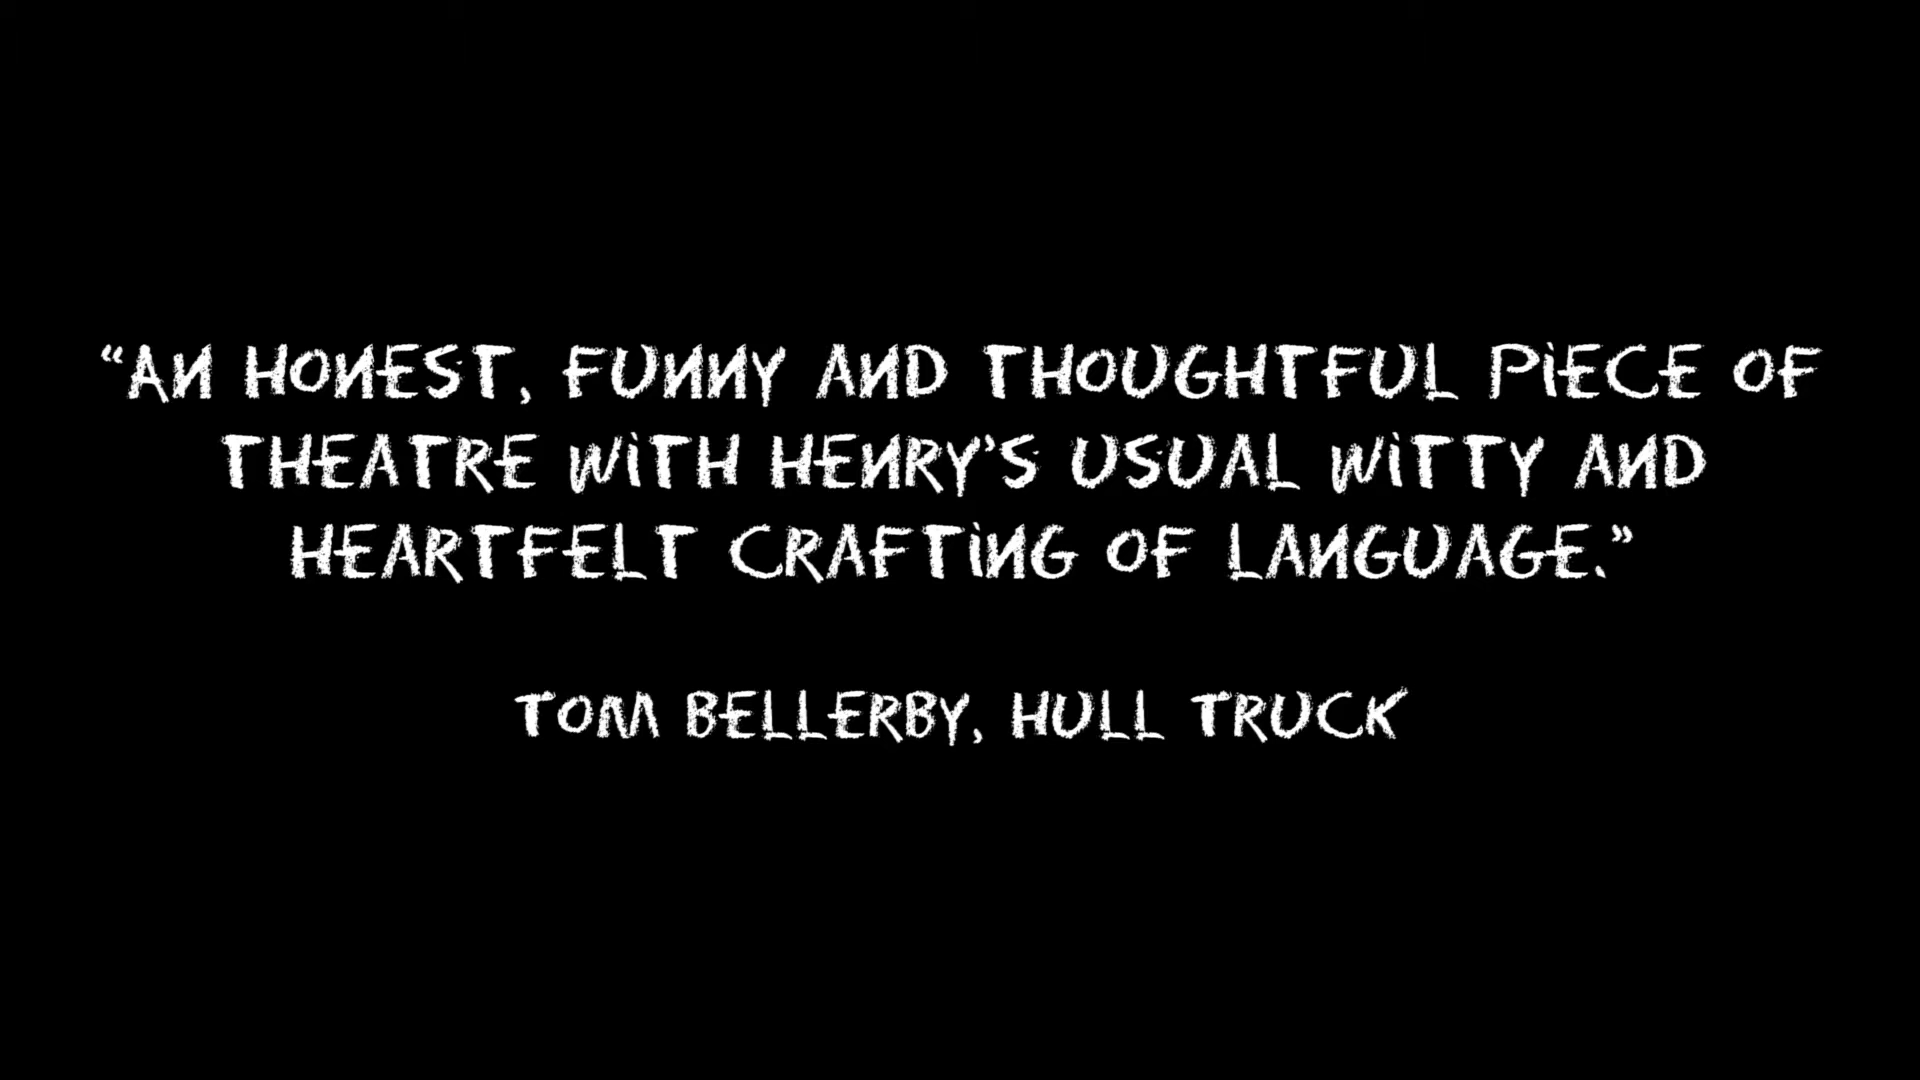 “AN HONEST, FUNNY AND THOUGHTFUL PiECE OF
THEATRE WiTH HENRY’S USUAL WiTTY AND
HEARTFELT CRAFTiNG OF LANGUAGE.”
TOM BELLERBY, HULL TRUCK